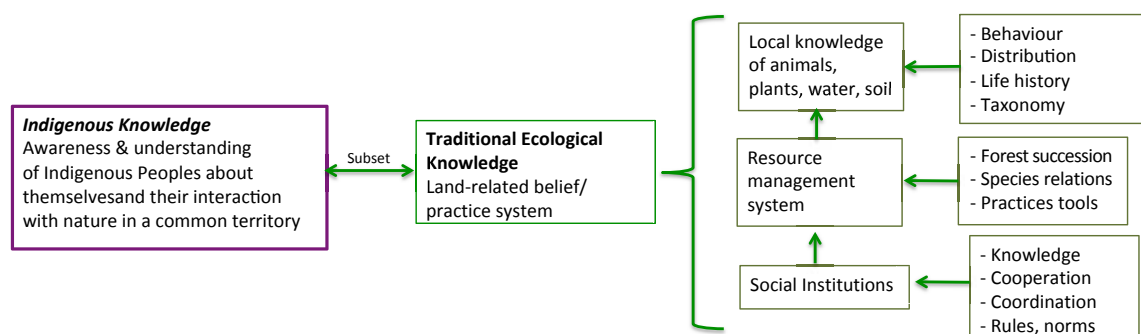 Indigenous Knowledge
Awareness & understanding
of Indigenous Peoples about
themselvesand their interaction
with nature in a common territory
Subset
Traditional Ecological
Knowledge
Land-related belief/
practice system
Local knowledge
of animals,
plants, water, soil
- Behaviour
- Distribution
- Life history
- Taxonomy
Resource
management
system
- Forest succession
- Species relations
- Practices tools
Social Institutions
- Knowledge
- Cooperation
- Coordination
- Rules, norms